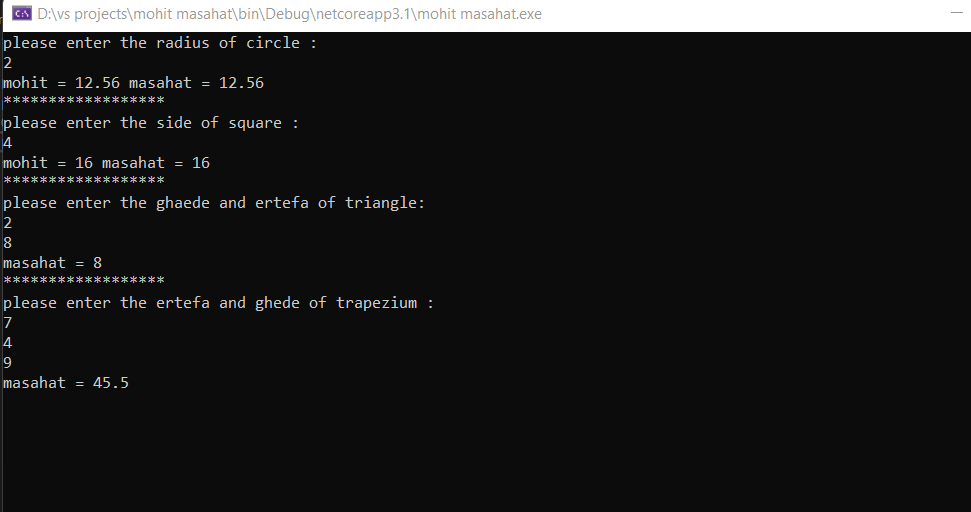 D:\vs projects\mohit masahat\bin\Debug\netcoreapp3.1\mohit masahat.exe
please enter the radius of circle :
2
mohit = 12.56 masahat = 12.56
******************
please enter the side of square :
4
mohit = 16 masahat = 16
******************
please enter the ghaede and ertefa of triangle:
2
8
masahat = 8
******************
please enter the ertefa and ghede of trapezium :
7
4
9
masahat = 45.5